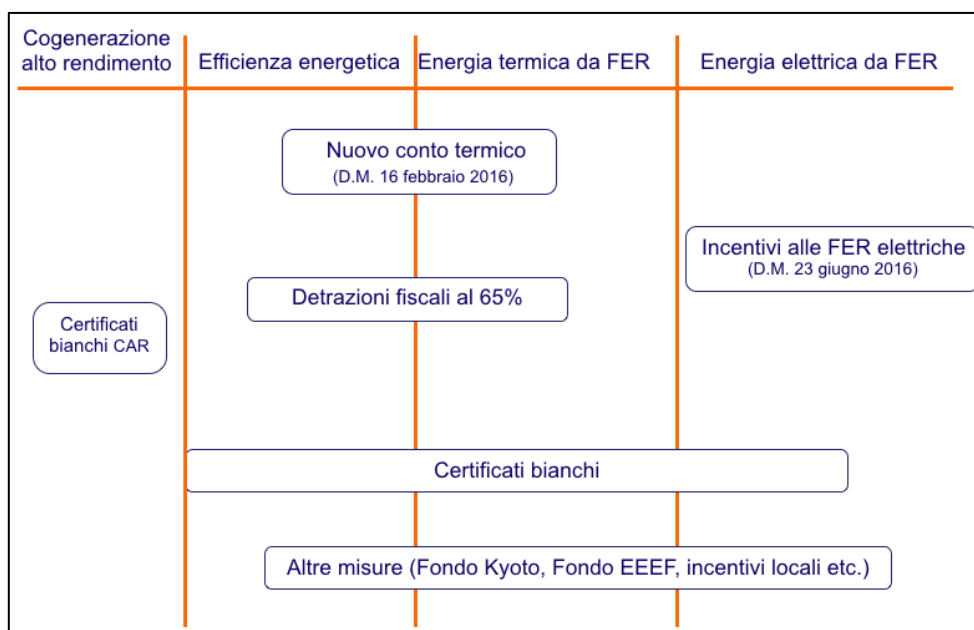 Cogenerazione
alto rendimento
Efficienza energetica
Energia termica da FER
Energia elettrica da FER
Nuovo conto termico
(D.M. 16 febbraio 2016)
Incentivi alle FER elettriche
(D.M. 23 giugno 2016)
Detrazioni fiscali al 65%
Certificati
bianchi CAR
Certificati bianchi
Altre misure (Fondo Kyoto, Fondo EEEF, incentivi locali etc.)